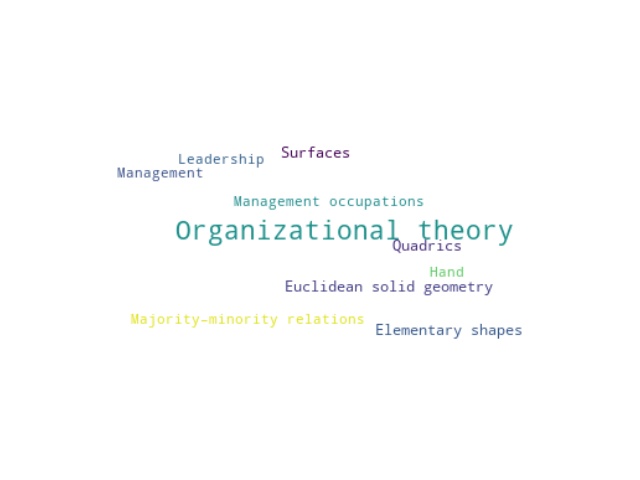 Surfaces
Leadership
Management
Management occupations
Organizational theory
Quadrics
Hand
Euclidean solid geometry
Majority-minority relations
Elementary shapes